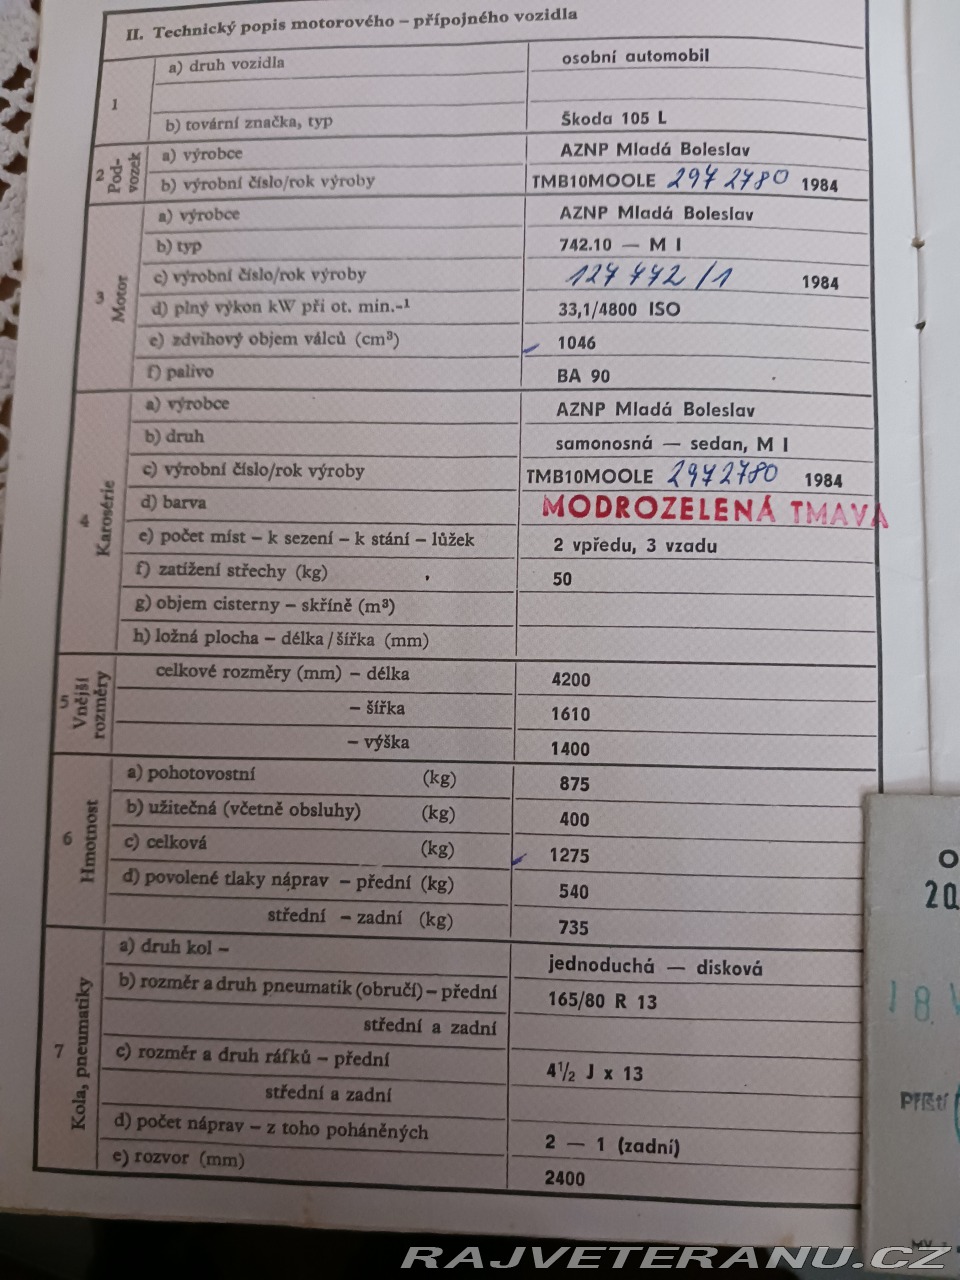 II. Technický popis motorového – přípojného vozidla
1
a) druh vozidla osobní automobil
b) tovární značka, typ Škoda 105 L
2 Pod-vozek
a) výrobce AZNP Mladá Boleslav
b) výrobní číslo/rok výroby TMB10MOOLE 2972780 1984
3 Motor
a) výrobce AZNP Mladá Boleslav
b) typ 742.10 — M I
c) výrobní číslo/rok výroby 1984
d) plný výkon kW při ot. min.-¹ 33,1/4800 ISO
e) zdvihový objem válců (cm³) 1046
f) palivo BA 90
4 Karosérie
a) výrobce AZNP Mladá Boleslav
b) druh samonosná — sedan, M I
c) výrobní číslo/rok výroby TMB10MOOLE 2972780 1984
d) barva MODROZELENÁ TMAVÁ
e) počet míst – k sezení – k stání – lůžek 2 vpředu, 3 vzadu
f) zatížení střechy (kg) 50
g) objem cisterny – skříně (m³)
h) ložná plocha – délka / šířka (mm)
5 Vnější rozměry
celkové rozměry (mm) – délka 4200
– šířka 1610
– výška 1400
6 Hmotnost
a) pohotovostní (kg) 875
b) užitečná (včetně obsluhy) (kg) 400
c) celková (kg) 1275
d) povolené tlaky náprav – přední (kg) 540
střední – zadní (kg) 735
7 Kola, pneumatiky
a) druh kol – jednoduchá — disková
b) rozměr a druh pneumatik (obručí) – přední 165/80 R 13
střední a zadní
c) rozměr a druh ráfků – přední 4½ J x 13
střední a zadní
d) počet náprav – z toho poháněných 2 — 1 (zadní)
e) rozvor (mm) 2400
O
20
18. V
Příští
RAJVETERANU.CZ